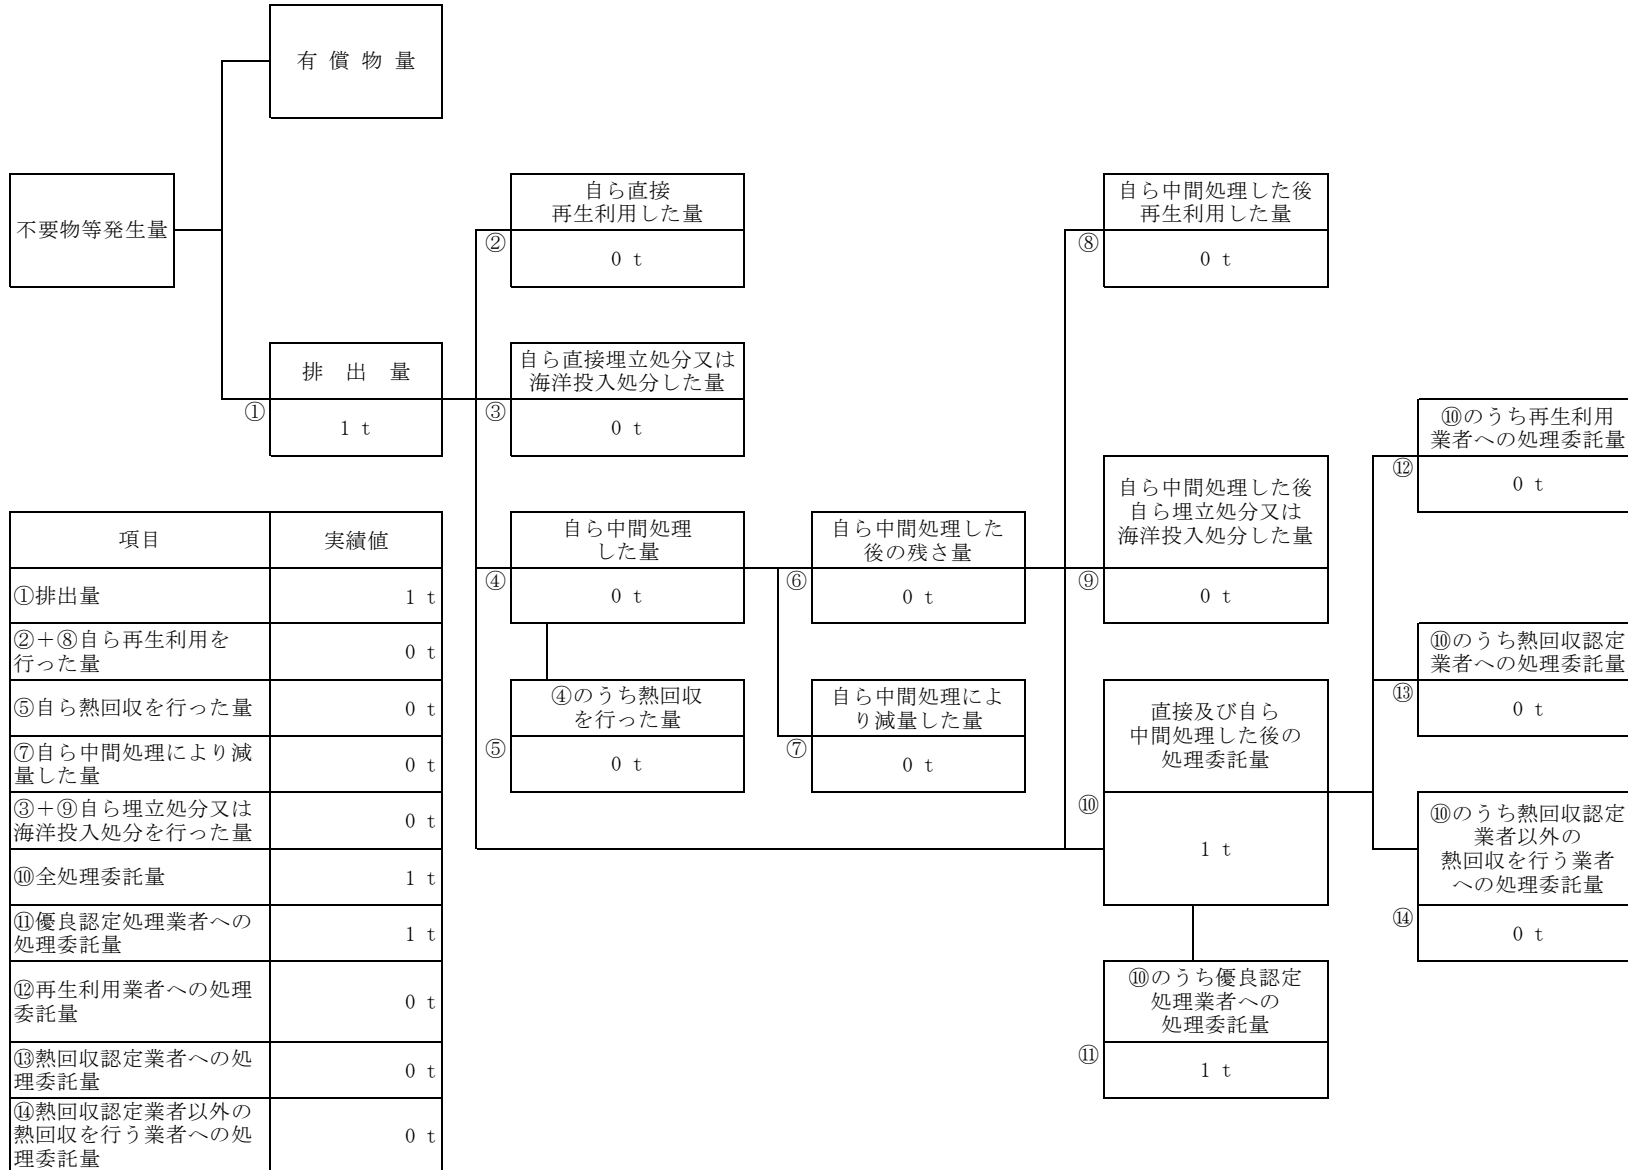 有 償 物 量
不要物等発生量
自ら直接
再生利用した量
②
0 t
自ら中間処理した後
再生利用した量
⑧
0 t
排 出 量
①
1 t
自ら直接埋立処分又は
海洋投入処分した量
③
0 t
⑩のうち再生利用
業者への処理委託量
⑫
0 t
自ら中間処理した後
自ら埋立処分又は
海洋投入処分した量
⑨
0 t
自ら中間処理
した量
④
0 t
自ら中間処理した
後の残さ量
⑥
0 t
⑩のうち熱回収認定
業者への処理委託量
⑬
0 t
④のうち熱回収
を行った量
⑤
0 t
自ら中間処理によ
り減量した量
⑦
0 t
直接及び自ら
中間処理した後の
処理委託量
⑩
1 t
⑩のうち熱回収認定
業者以外の
熱回収を行う業者
への処理委託量
⑭
0 t
⑩のうち優良認定
処理業者への
処理委託量
⑪
1 t
項目 実績値
①排出量 1 t
②+⑧自ら再生利用を
行った量 0 t
⑤自ら熱回収を行った量 0 t
⑦自ら中間処理により減
量した量 0 t
③+⑨自ら埋立処分又は
海洋投入処分を行った量 0 t
⑩全処理委託量 1 t
⑪優良認定処理業者への
処理委託量 1 t
⑫再生利用業者への処理
委託量 0 t
⑬熱回収認定業者への処
理委託量 0 t
⑭熱回収認定業者以外の
熱回収を行う業者への処
理委託量 0 t